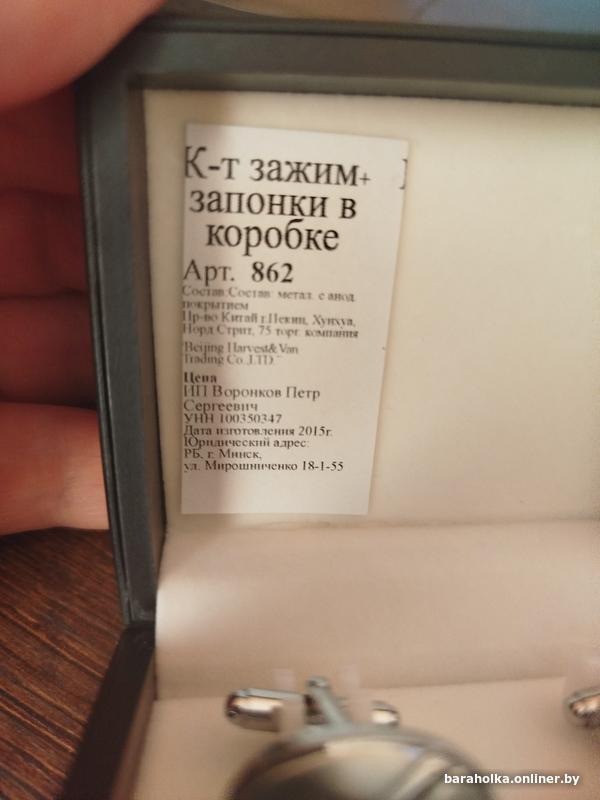 К-т зажим+
запонки в
коробке
Арт. 862
Состав:Состав: метал. с анод.
покрытием
Пр-во Китай г.Пекин, Хунхуа,
Норд Стрит, 75 торг. компания
"Beijing Harvest&Van
Trading Co.,LTD."
Цена
ИП Воронков Петр
Сергеевич
УНН 100350347
Дата изготовления 2015г.
Юридический адрес:
РБ, г. Минск,
ул. Мирошниченко 18-1-55
baraholka.onliner.by